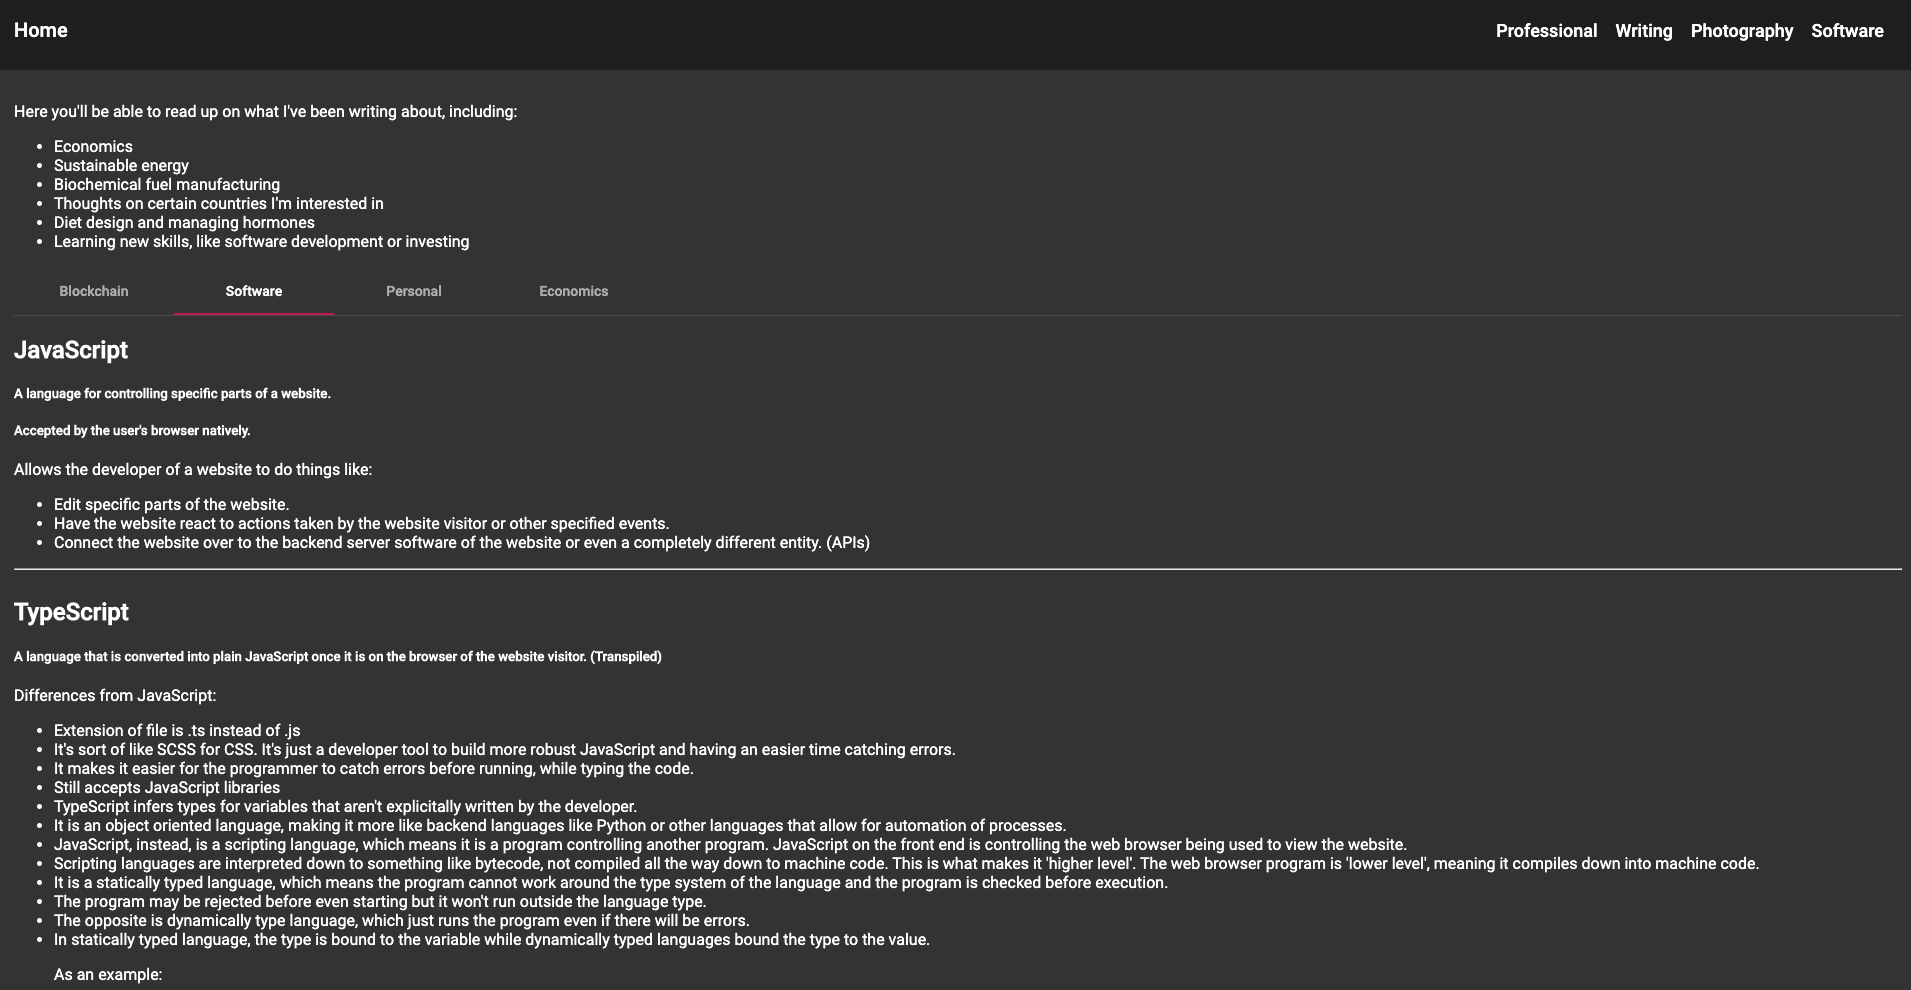 Home
Professional Writing Photography Software
Here you'll be able to read up on what I've been writing about, including:
Economics
Sustainable energy
Biochemical fuel manufacturing
Thoughts on certain countries I'm interested in
Diet design and managing hormones
Learning new skills, like software development or investing
Blockchain Software Personal Economics
JavaScript
A language for controlling specific parts of a website.
Accepted by the user's browser natively.
Allows the developer of a website to do things like:
Edit specific parts of the website.
Have the website react to actions taken by the website visitor or other specified events.
Connect the website over to the backend server software of the website or even a completely different entity. (APIs)
TypeScript
A language that is converted into plain JavaScript once it is on the browser of the website visitor. (Transpiled)
Differences from JavaScript:
Extension of file is .ts instead of .js
It's sort of like SCSS for CSS. It's just a developer tool to build more robust JavaScript and having an easier time catching errors.
It makes it easier for the programmer to catch errors before running, while typing the code.
Still accepts JavaScript libraries
TypeScript infers types for variables that aren't explicitally written by the developer.
It is an object oriented language, making it more like backend languages like Python or other languages that allow for automation of processes.
JavaScript, instead, is a scripting language, which means it is a program controlling another program. JavaScript on the front end is controlling the web browser being used to view the website.
Scripting languages are interpreted down to something like bytecode, not compiled all the way down to machine code. This is what makes it 'higher level'. The web browser program is 'lower level', meaning it compiles down into machine code.
It is a statically typed language, which means the program cannot work around the type system of the language and the program is checked before execution.
The program may be rejected before even starting but it won't run outside the language type.
The opposite is dynamically type language, which just runs the program even if there will be errors.
In statically typed language, the type is bound to the variable while dynamically typed languages bound the type to the value.
As an example: